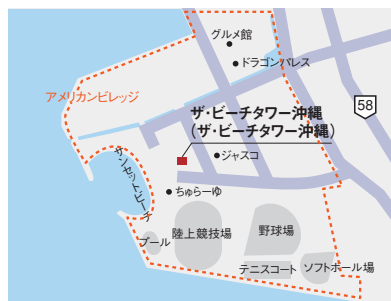 グルメ館
ドラゴンパレス
アメリカンビレッジ
ザ・ビーチタワー沖縄
(ザ・ビーチタワー沖縄)
58
ジャスコ
サンセットビーチ
ちゅらーゆ
陸上競技場
野球場
プール
テニスコート
ソフトボール場